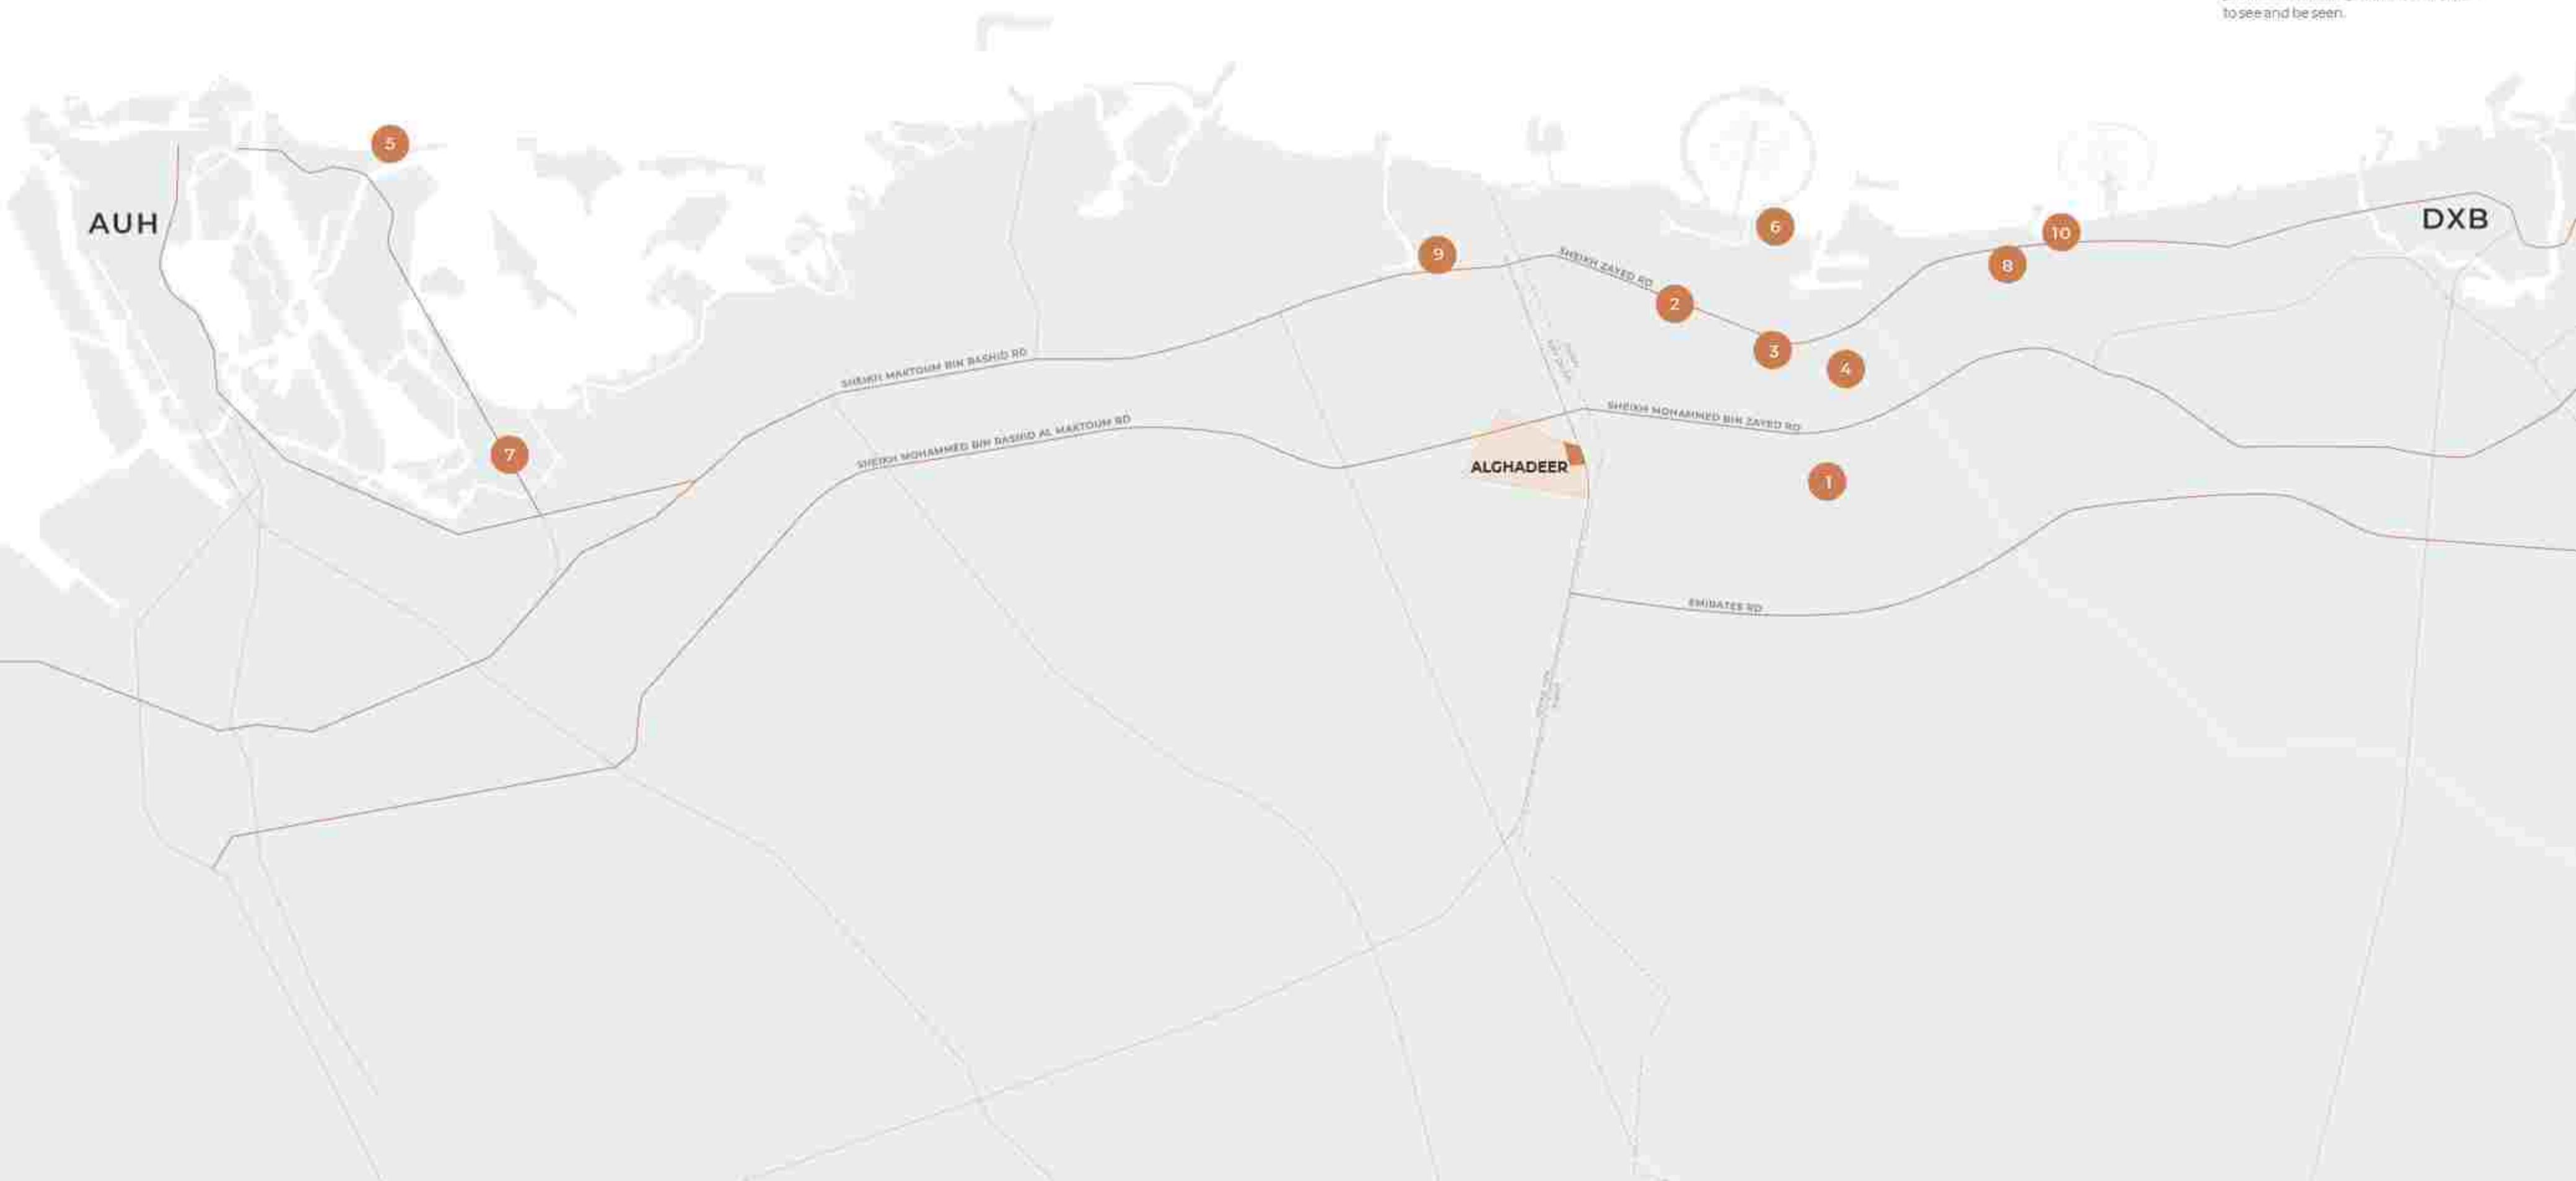 to see and be seen.
5
AUH
DXB
6
10
9
8
SHEIKH ZAYED RD
2
3
SHEIKH MAKTOUM BIN RASHID RD
4
SHEIKH MOHAMMED BIN ZAYED RD
SHEIKH MOHAMMED BIN RASHID AL MAKTOUM RD
7
ALGHADEER
1
EMIRATES RD